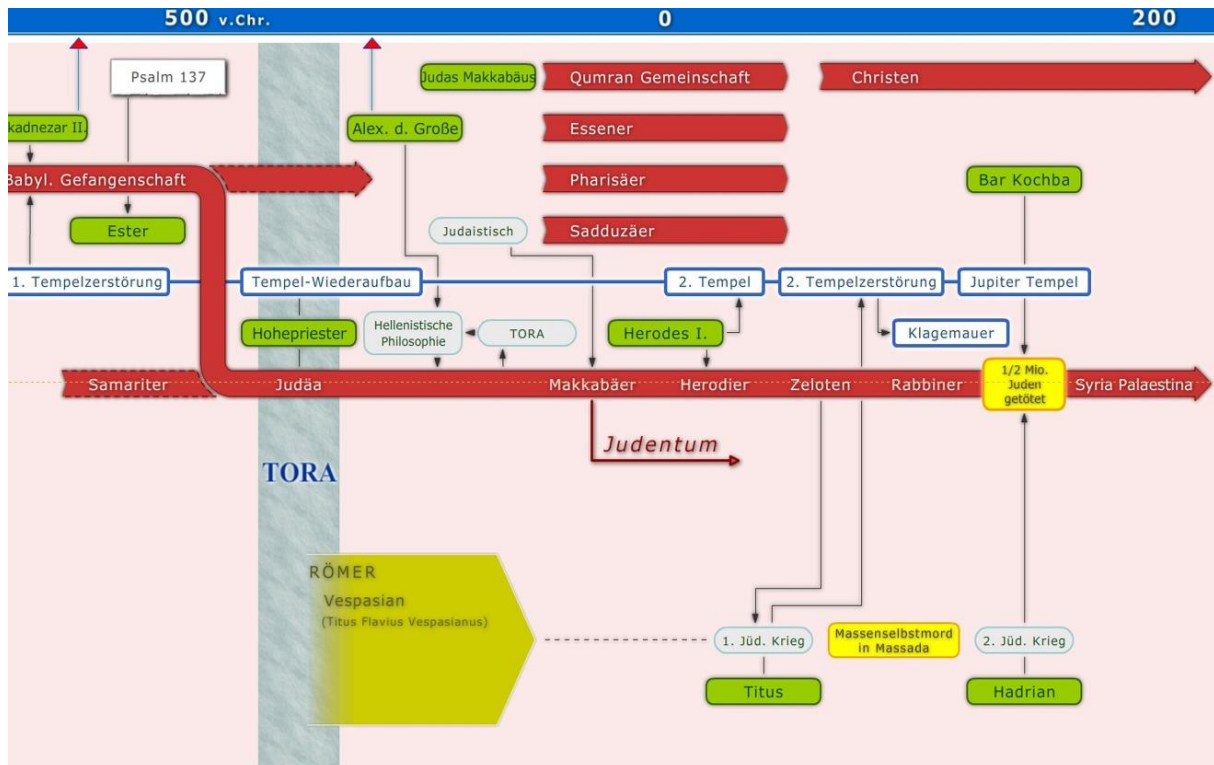 500 v.Chr.
0
200
Psalm 137
Judas Makkabäus
Qumran Gemeinschaft
Christen
kadnezar II.
Alex. d. Große
Essener
Babyl. Gefangenschaft
Pharisäer
Bar Kochba
Ester
Judaistisch
Sadduzäer
1. Tempelzerstörung
Tempel-Wiederaufbau
2. Tempel
2. Tempelzerstörung
Jupiter Tempel
Hohepriester
Hellenistische
Philosophie
TORA
Herodes I.
Klagemauer
Samariter
Judäa
Makkabäer
Herodier
Zeloten
Rabbiner
1/2 Mio.
Juden
getötet
Syria Palaestina
Judentum
TORA
RÖMER
Vespasian
(Titus Flavius Vespasianus)
1. Jüd. Krieg
Massenselbstmord
in Massada
2. Jüd. Krieg
Titus
Hadrian